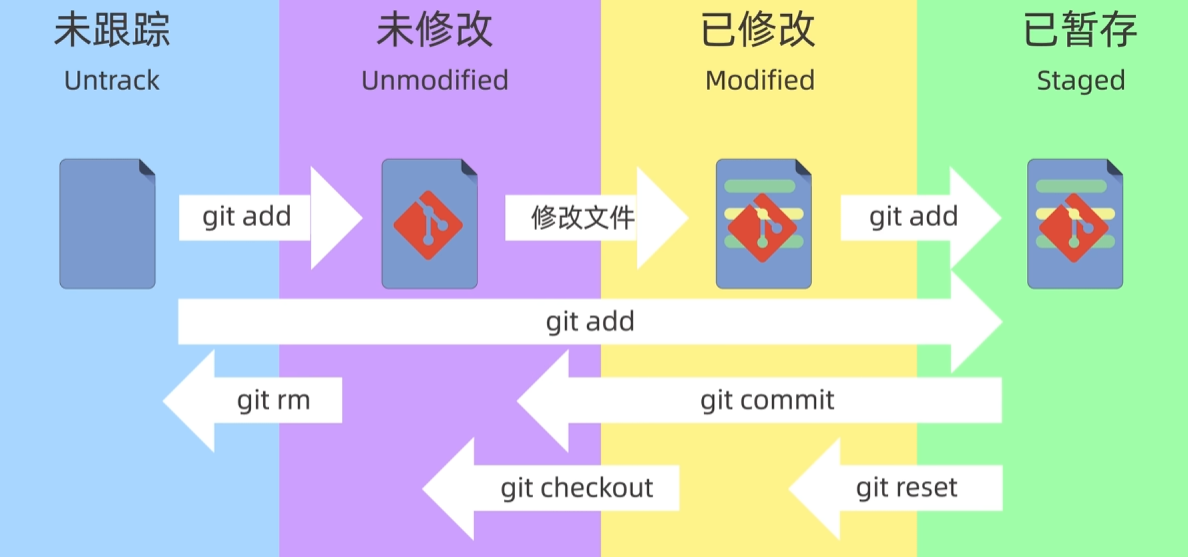 未跟踪
Untrack
未修改
Unmodified
已修改
Modified
已暂存
Staged
git add
修改文件
git add
git add
git rm
git commit
git checkout
git reset